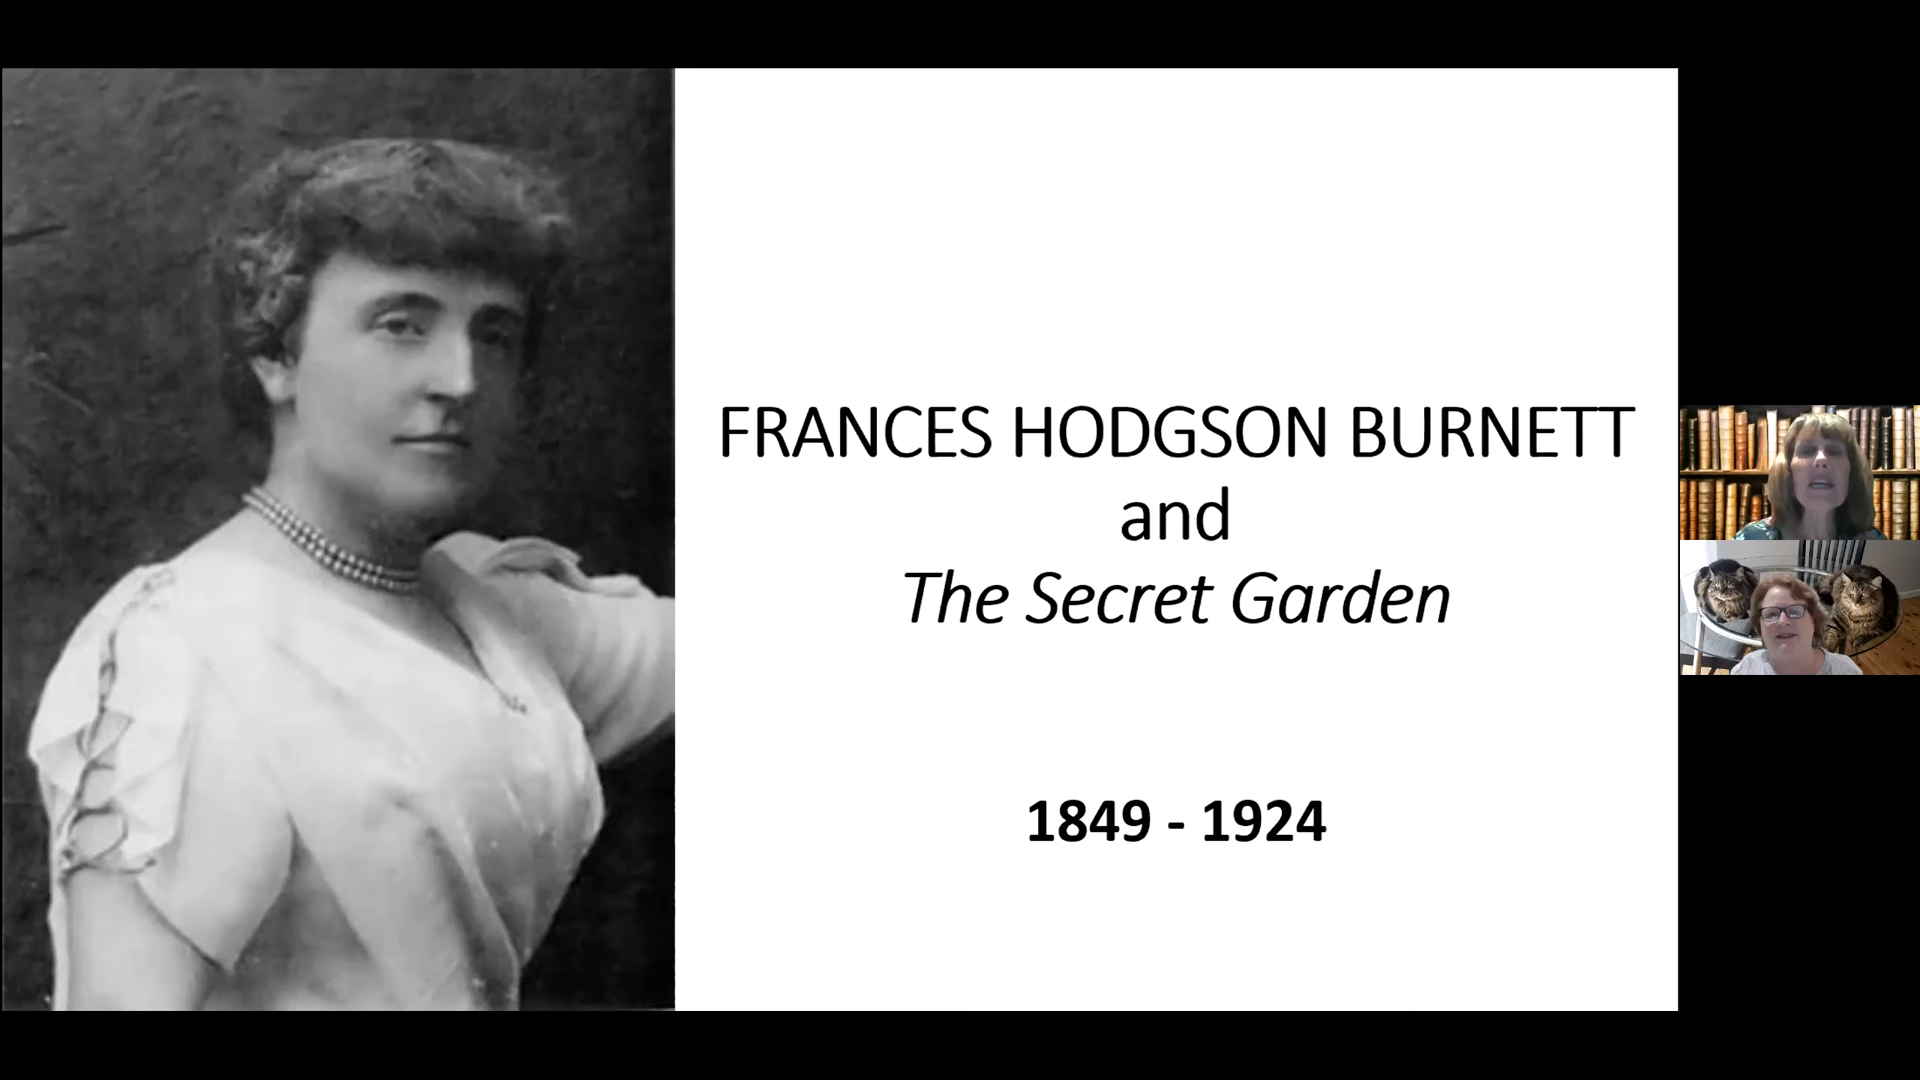 FRANCES HODGSON BURNETT
and
The Secret Garden
1849 - 1924